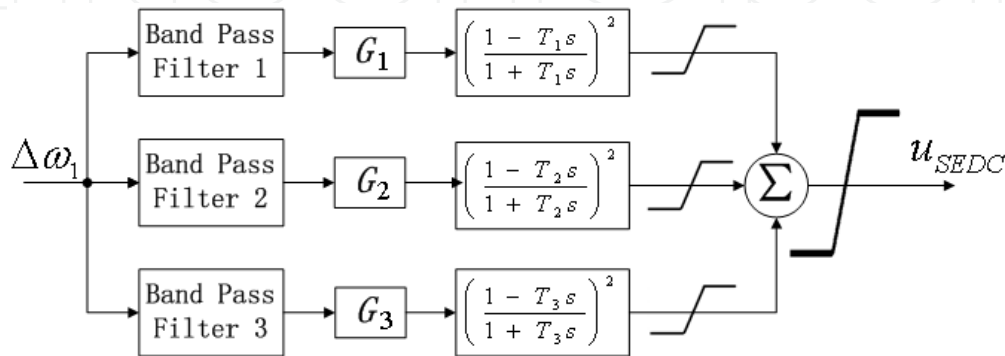 Band Pass
Filter 1
G₁
(1 - T₁s / 1 + T₁s)²
Δω₁
Band Pass
Filter 2
G₂
(1 - T₂s / 1 + T₂s)²
Σ
u_SEDC
Band Pass
Filter 3
G₃
(1 - T₃s / 1 + T₃s)²